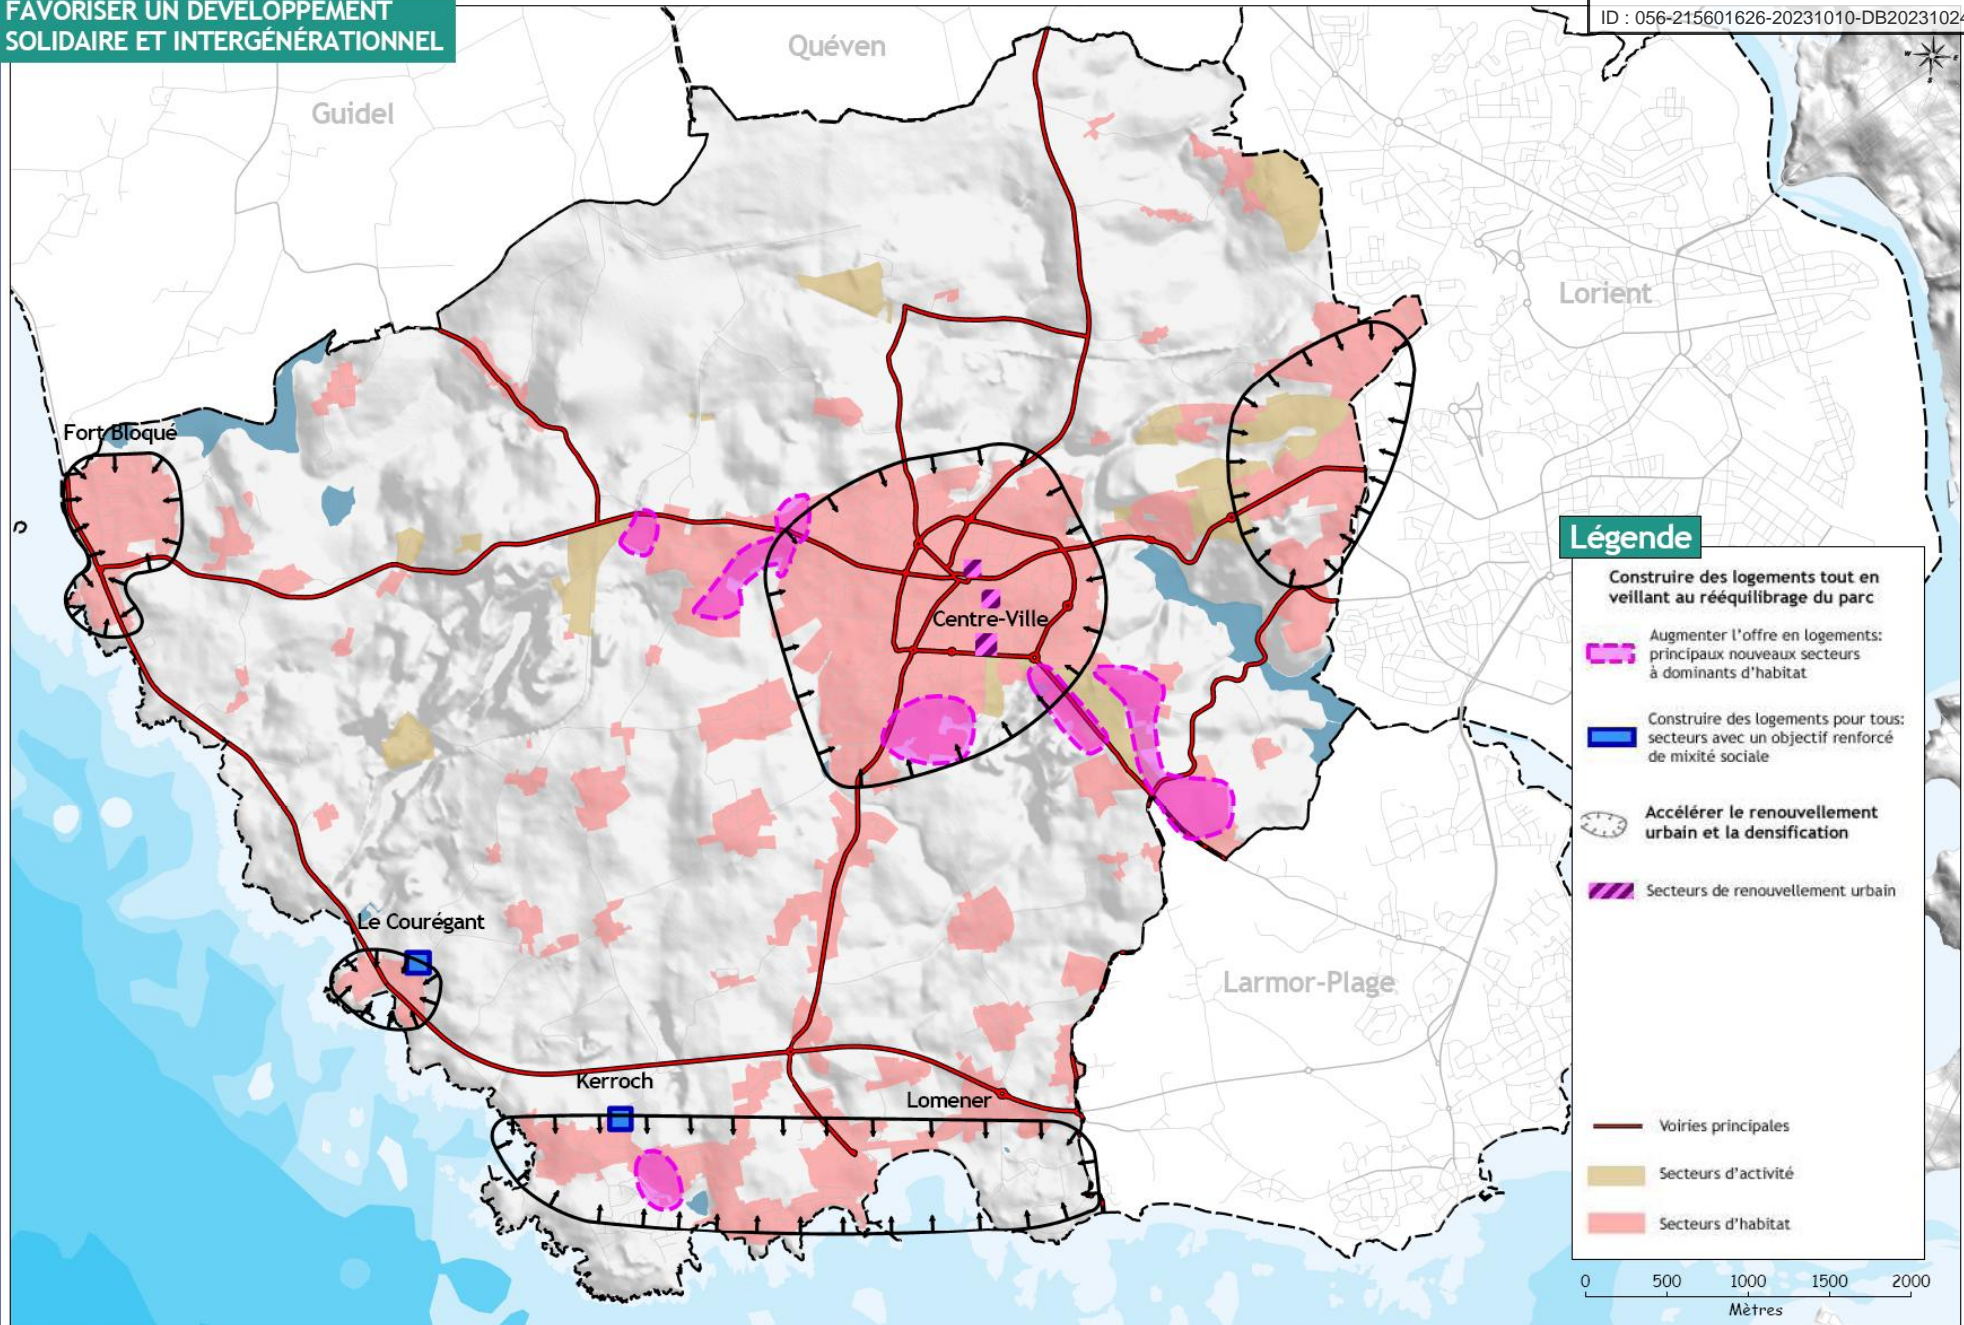 FAVORISER UN DÉVELOPPEMENT
SOLIDAIRE ET INTERGÉNÉRATIONNEL
ID : 056-215601626-20231010-DB20231024
Quéven
Guidel
Lorient
Fort Bloqué
Centre-Ville
Le Courégant
Larmor-Plage
Kerroch
Lomener
Légende
Construire des logements tout en
veillant au rééquilibrage du parc
Augmenter l'offre en logements:
principaux nouveaux secteurs
à dominants d'habitat
Construire des logements pour tous:
secteurs avec un objectif renforcé
de mixité sociale
Accélérer le renouvellement
urbain et la densification
Secteurs de renouvellement urbain
Voiries principales
Secteurs d'activité
Secteurs d'habitat
0 500 1000 1500 2000
Mètres